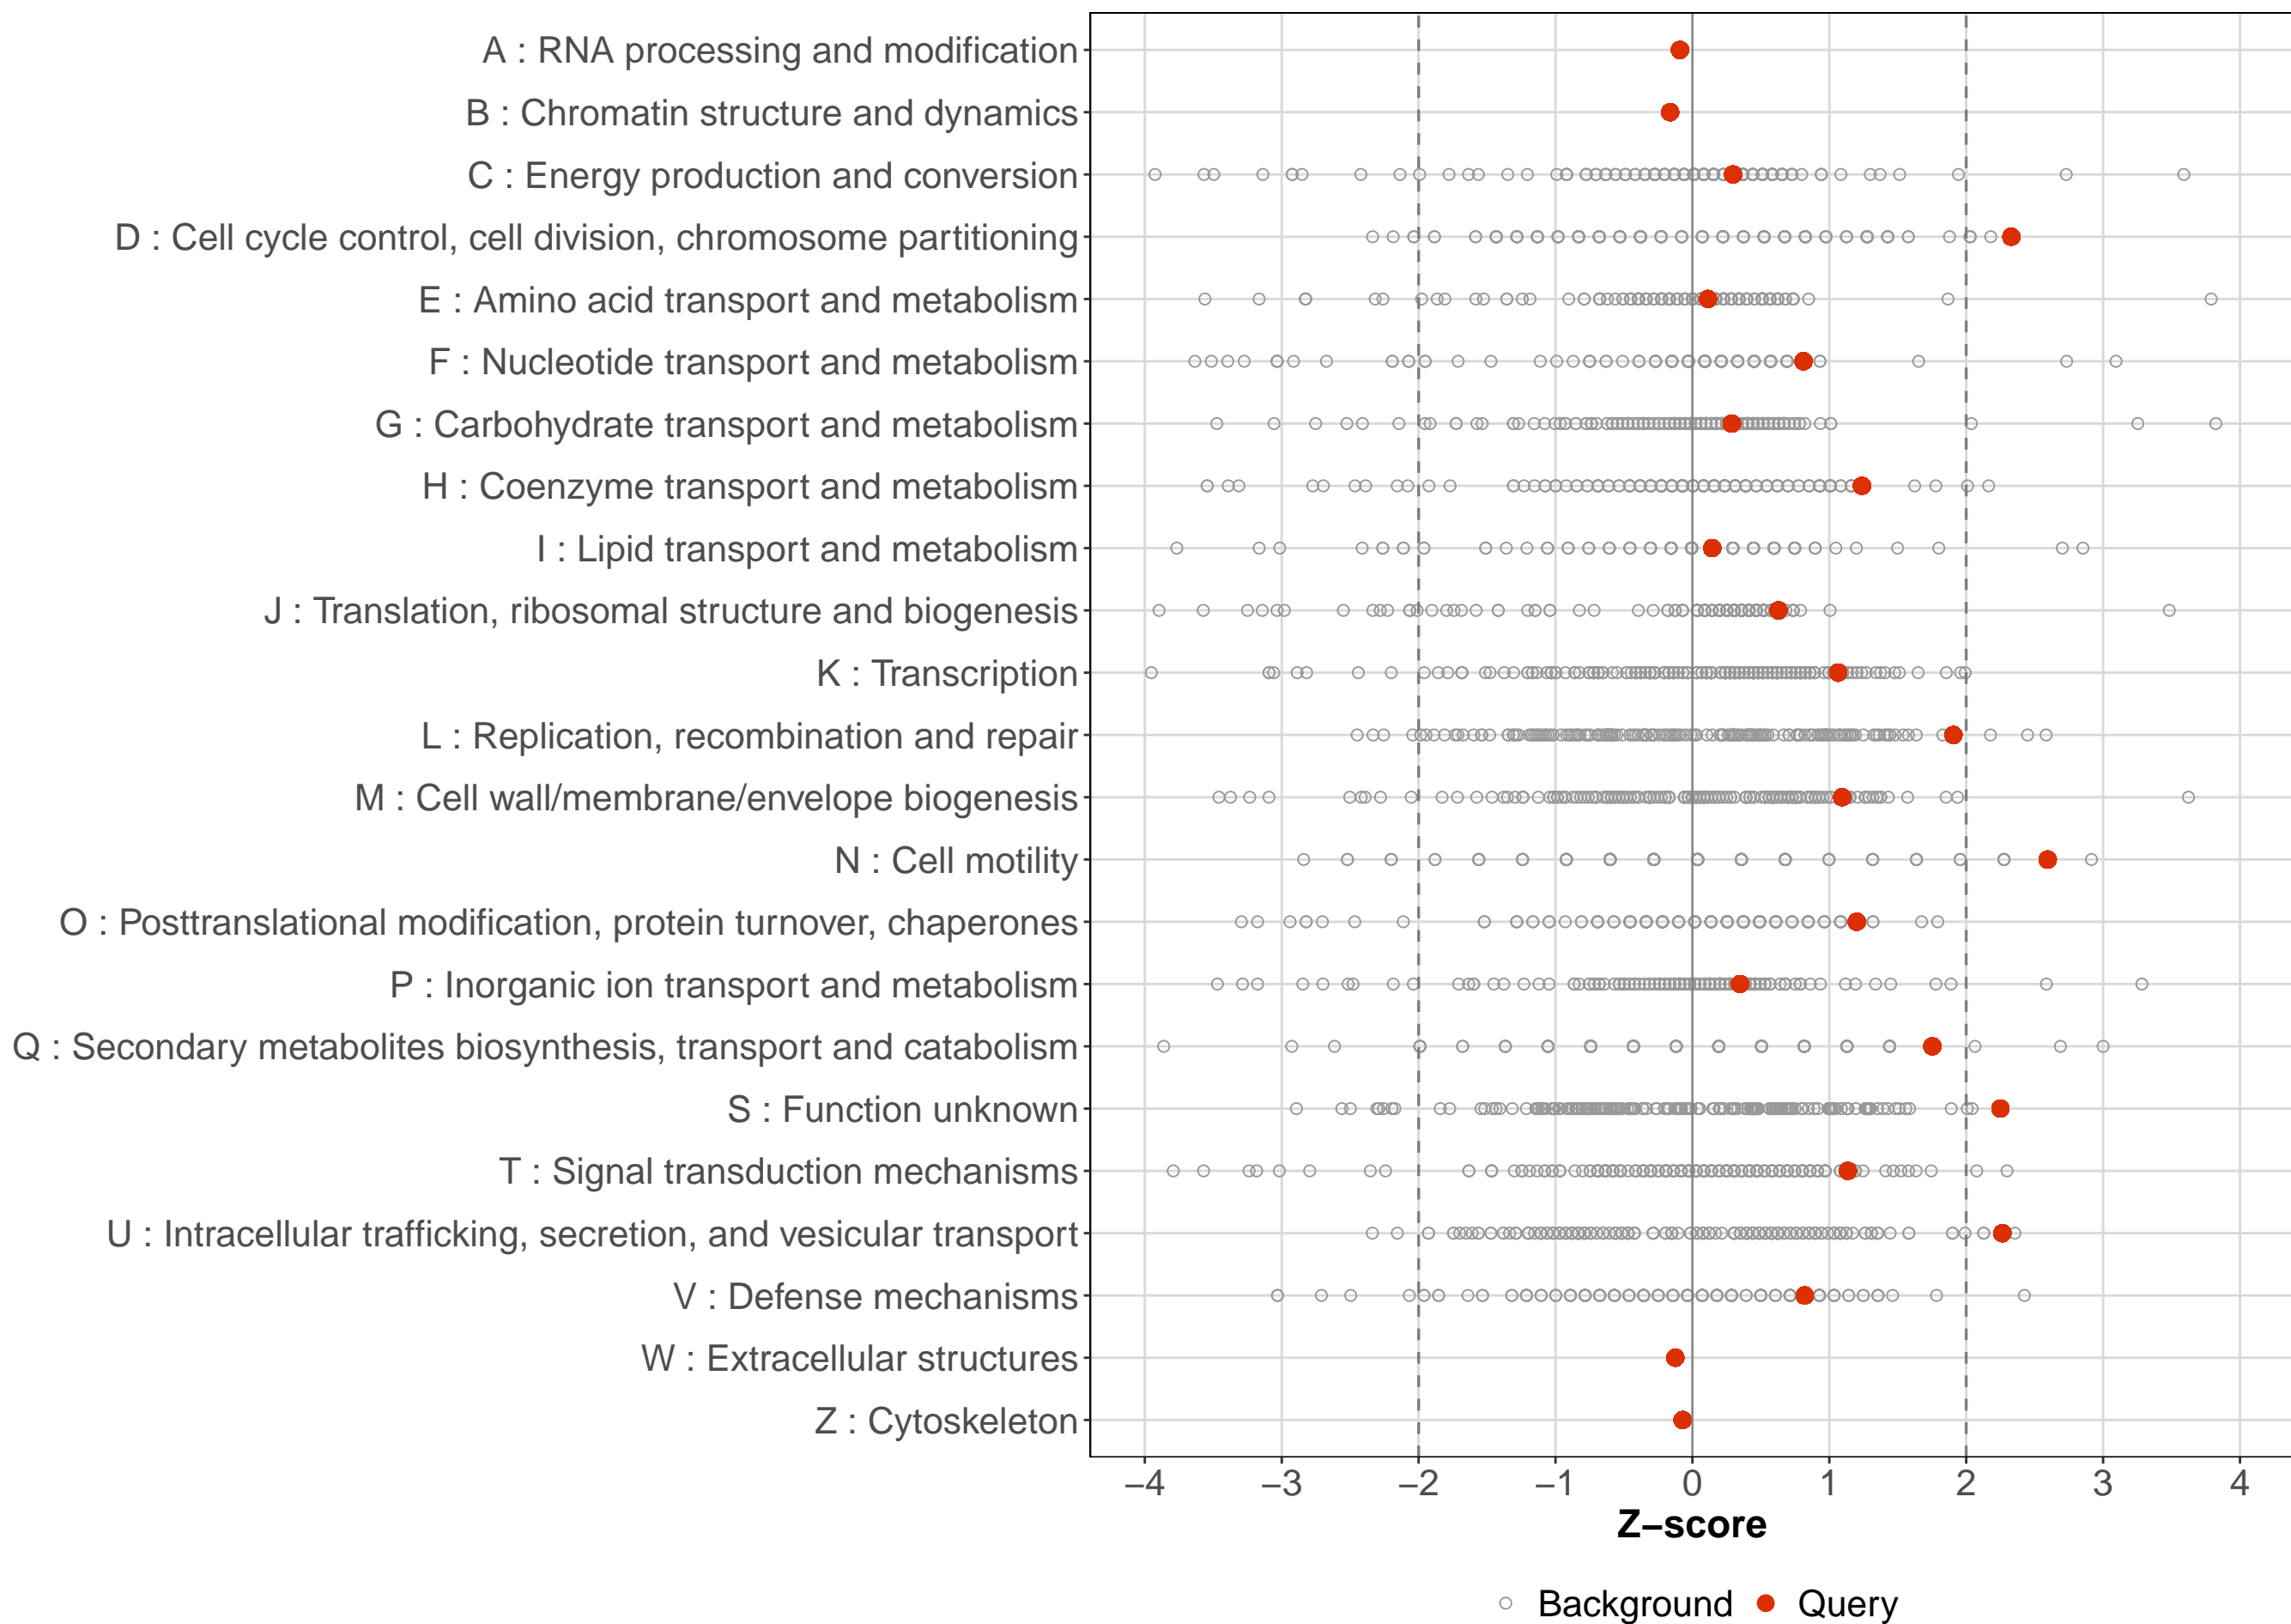 A : RNA processing and modification
B : Chromatin structure and dynamics
C : Energy production and conversion
D : Cell cycle control, cell division, chromosome partitioning
E : Amino acid transport and metabolism
F : Nucleotide transport and metabolism
G : Carbohydrate transport and metabolism
H : Coenzyme transport and metabolism
I : Lipid transport and metabolism
J : Translation, ribosomal structure and biogenesis
K : Transcription
L : Replication, recombination and repair
M : Cell wall/membrane/envelope biogenesis
N : Cell motility
O : Posttranslational modification, protein turnover, chaperones
P : Inorganic ion transport and metabolism
Q : Secondary metabolites biosynthesis, transport and catabolism
S : Function unknown
T : Signal transduction mechanisms
U : Intracellular trafficking, secretion, and vesicular transport
V : Defense mechanisms
W : Extracellular structures
Z : Cytoskeleton
−4 −3 −2 −1 0 1 2 3 4
Z−score
Background Query